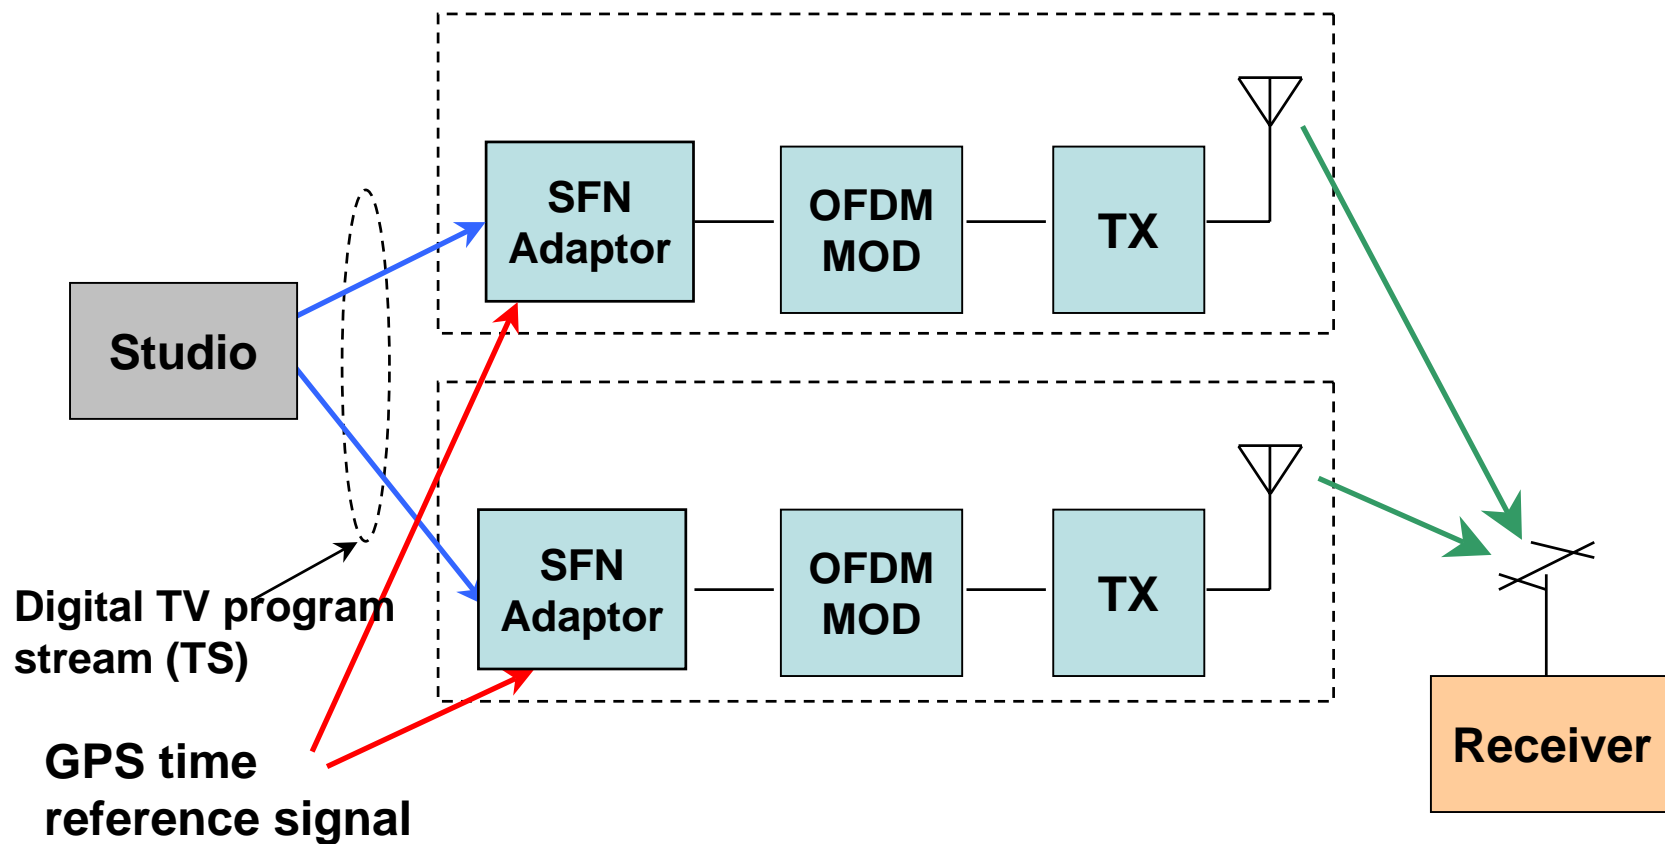 SFN
Adaptor
OFDM
MOD
TX
Studio
SFN
Adaptor
OFDM
MOD
TX
Digital TV program
stream (TS)
GPS time
reference signal
Receiver